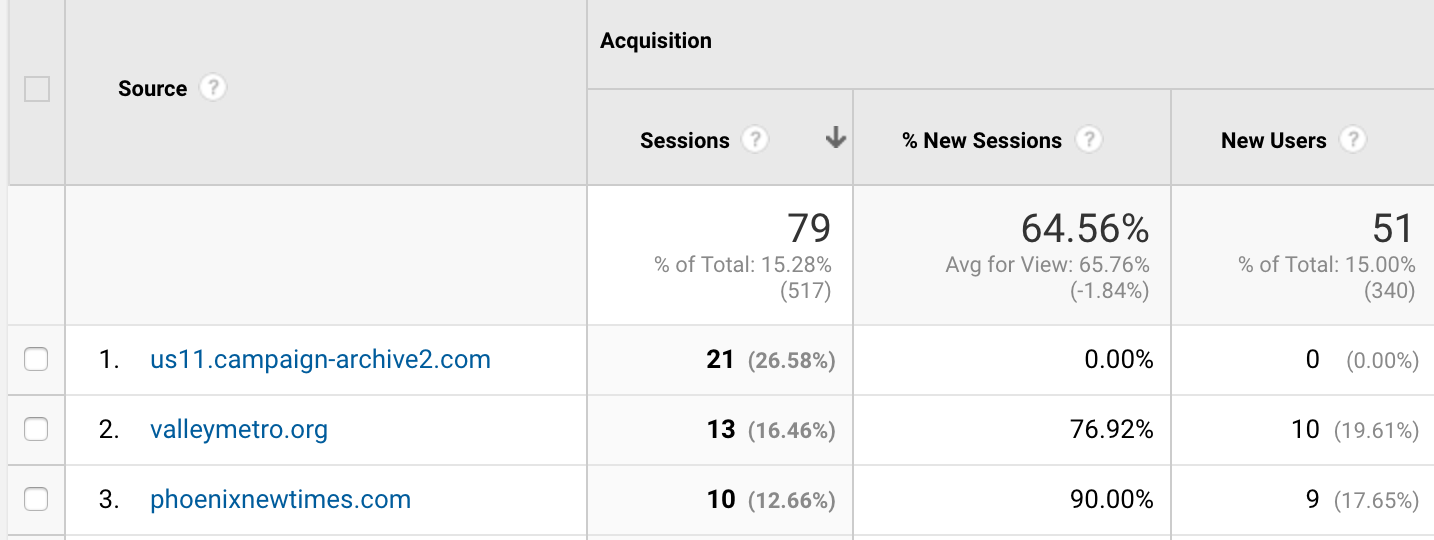 Acquisition
Source ?
Sessions ? % New Sessions ? New Users ?
79 64.56% 51
% of Total: 15.28% Avg for View: 65.76% % of Total: 15.00%
(517) (-1.84%) (340)
1. us11.campaign-archive2.com 21 (26.58%) 0.00% 0 (0.00%)
2. valleymetro.org 13 (16.46%) 76.92% 10 (19.61%)
3. phoenixnewtimes.com 10 (12.66%) 90.00% 9 (17.65%)